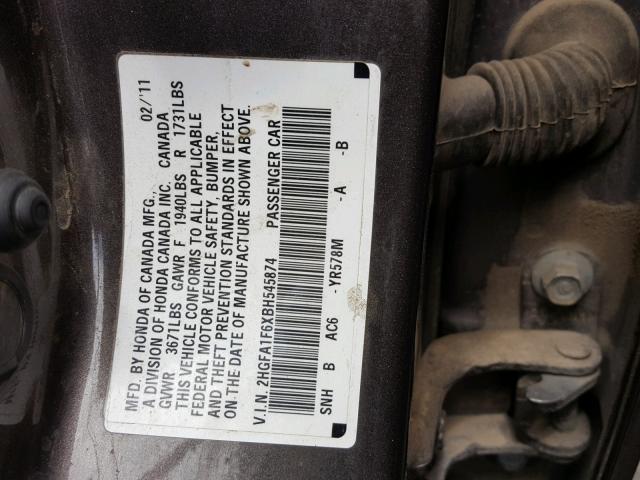 MFD. BY HONDA OF CANADA MFG. 02/'11
A DIVISION OF HONDA CANADA INC. CANADA
GVWR 3671LBS GAWR F 1940LBS R 1731LBS
THIS VEHICLE CONFORMS TO ALL APPLICABLE
FEDERAL MOTOR VEHICLE SAFETY, BUMPER,
AND THEFT PREVENTION STANDARDS IN EFFECT
ON THE DATE OF MANUFACTURE SHOWN ABOVE.
V.I.N. 2HGFA1F6XBH545874 PASSENGER CAR
SNH B AC6 -YR578M -A -B